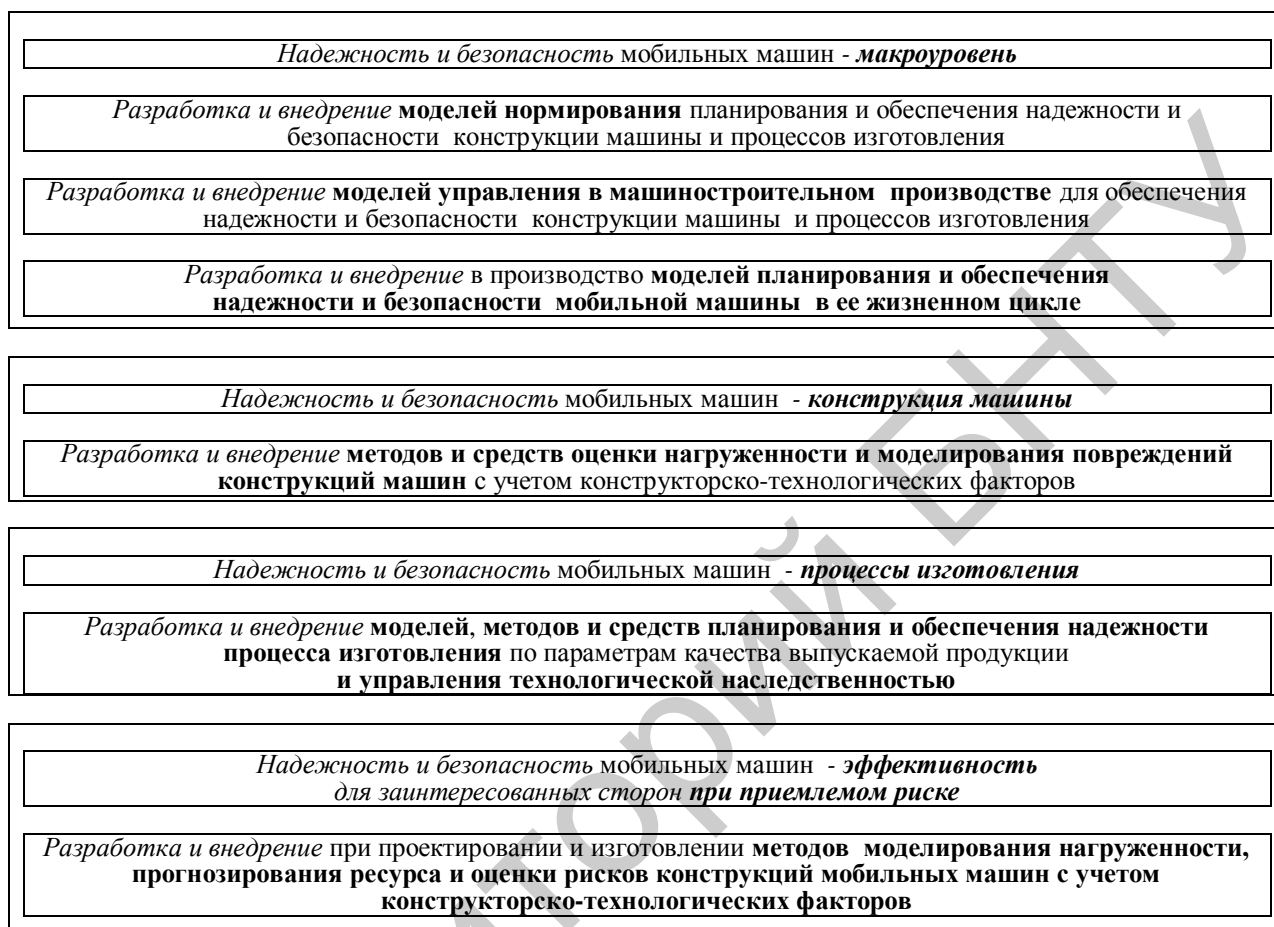 Надежность и безопасность мобильных машин - макроуровень
Разработка и внедрение моделей нормирования планирования и обеспечения надежности и
безопасности конструкции машины и процессов изготовления
Разработка и внедрение моделей управления в машиностроительном производстве для обеспечения
надежности и безопасности конструкции машины и процессов изготовления
Разработка и внедрение в производство моделей планирования и обеспечения
надежности и безопасности мобильной машины в ее жизненном цикле
Надежность и безопасность мобильных машин - конструкция машины
Разработка и внедрение методов и средств оценки нагруженности и моделирования повреждений
конструкций машин с учетом конструкторско-технологических факторов
Надежность и безопасность мобильных машин - процессы изготовления
Разработка и внедрение моделей, методов и средств планирования и обеспечения надежности
процесса изготовления по параметрам качества выпускаемой продукции
и управления технологической наследственностью
Надежность и безопасность мобильных машин - эффективность
для заинтересованных сторон при приемлемом риске
Разработка и внедрение при проектировании и изготовлении методов моделирования нагруженности,
прогнозирования ресурса и оценки рисков конструкций мобильных машин с учетом
конструкторско-технологических факторов
торий БНТУ